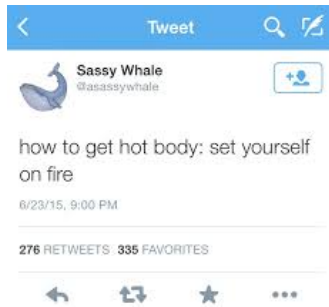 Tweet
Sassy Whale
@asassywhale
how to get hot body: set yourself
on fire
6/23/15, 9:00 PM
276 RETWEETS 335 FAVORITES